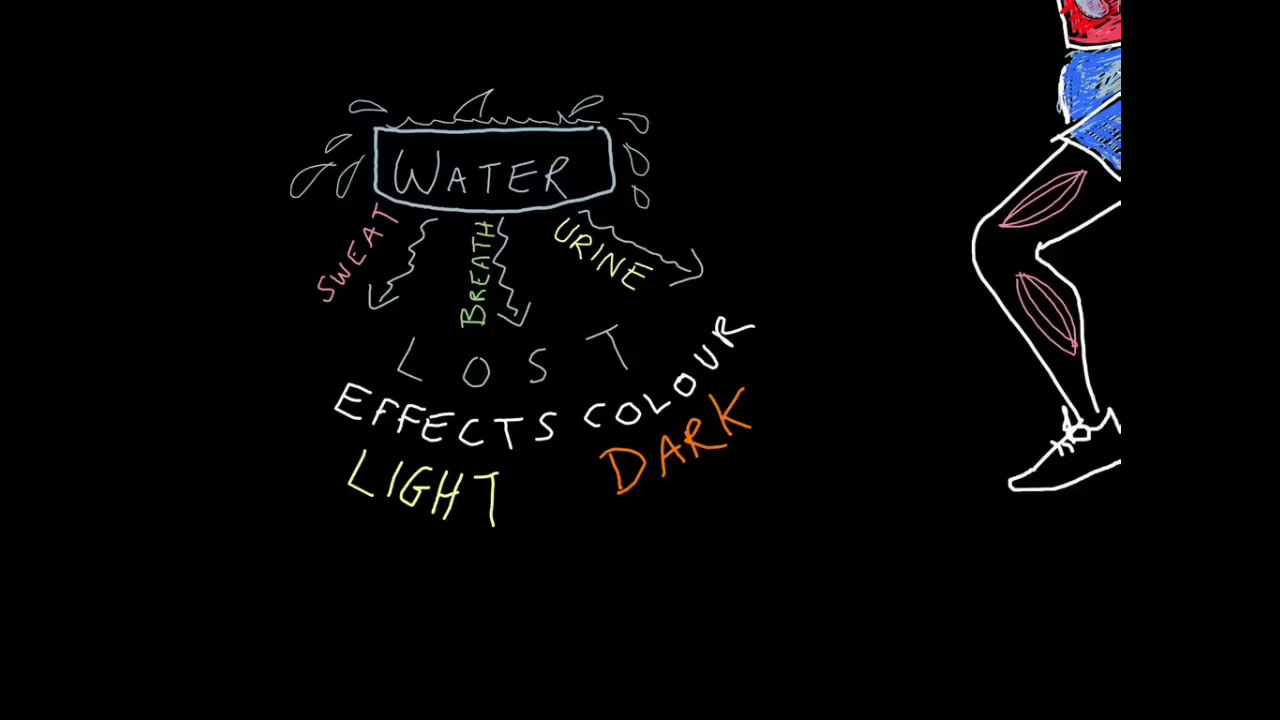 WATER
SWEAT
BREATH
URINE
LOST
EFFECTS COLOUR
LIGHT
DARK